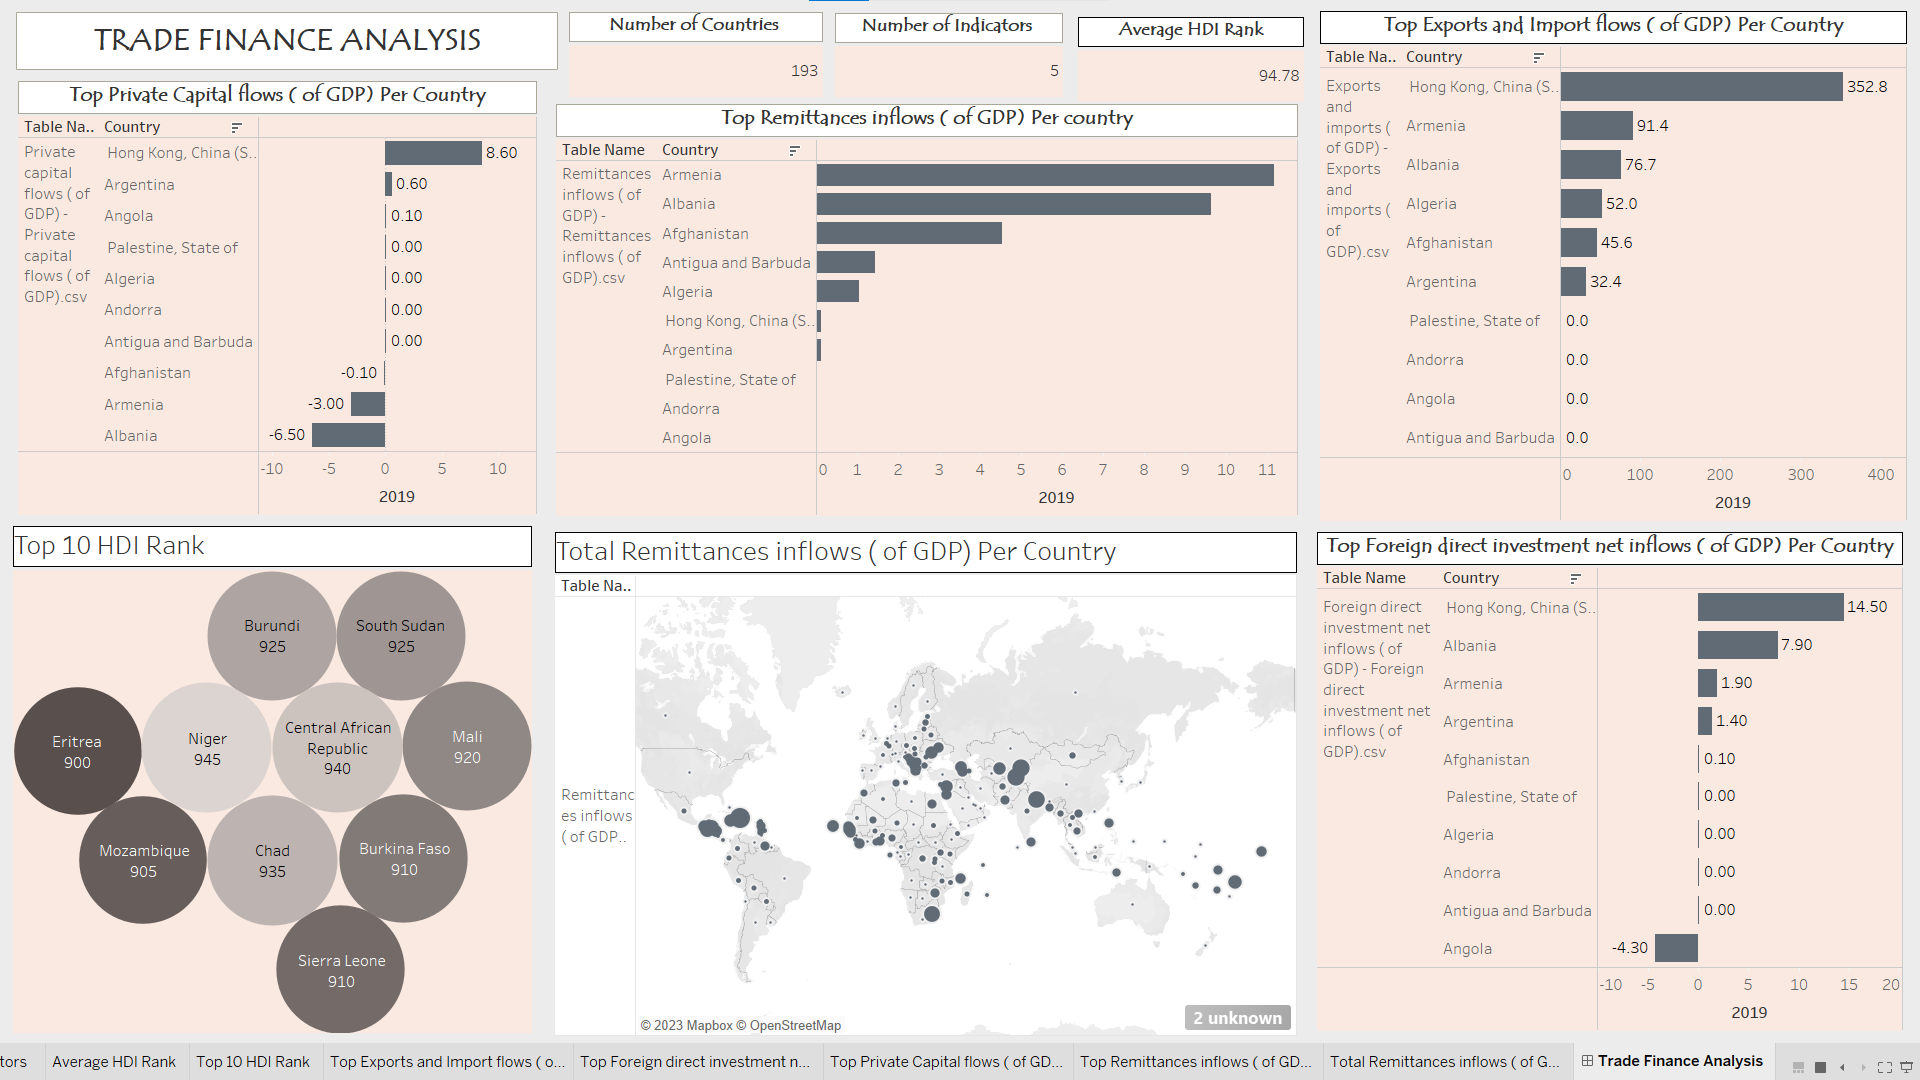 TRADE FINANCE ANALYSIS
Number of Countries
193
Number of Indicators
5
Average HDI Rank
94.78
Top Private Capital flows ( of GDP) Per Country
Table Na.. Country
Private
capital
flows ( of
GDP) -
Private
capital
flows ( of
GDP).csv
Hong Kong, China (S.. 8.60
Argentina 0.60
Angola 0.10
Palestine, State of 0.00
Algeria 0.00
Andorra 0.00
Antigua and Barbuda 0.00
Afghanistan -0.10
Armenia -3.00
Albania -6.50
-10 -5 0 5 10
2019
Top Remittances inflows ( of GDP) Per country
Table Name Country
Remittances
inflows ( of
GDP) -
Remittances
inflows ( of
GDP).csv
Armenia
Albania
Afghanistan
Antigua and Barbuda
Algeria
Hong Kong, China (S..
Argentina
Palestine, State of
Andorra
Angola
0 1 2 3 4 5 6 7 8 9 10 11
2019
Top Exports and Import flows ( of GDP) Per Country
Table Na.. Country
Exports
and
imports (
of GDP) -
Exports
and
imports (
of
GDP).csv
Hong Kong, China (S.. 352.8
Armenia 91.4
Albania 76.7
Algeria 52.0
Afghanistan 45.6
Argentina 32.4
Palestine, State of 0.0
Andorra 0.0
Angola 0.0
Antigua and Barbuda 0.0
0 100 200 300 400
2019
Top 10 HDI Rank
Burundi
925
South Sudan
925
Eritrea
900
Niger
945
Central African
Republic
940
Mali
920
Mozambique
905
Chad
935
Burkina Faso
910
Sierra Leone
910
Total Remittances inflows ( of GDP) Per Country
Table Na..
Remittanc
es inflows
( of GDP..
© 2023 Mapbox © OpenStreetMap
2 unknown
Top Foreign direct investment net inflows ( of GDP) Per Country
Table Name Country
Foreign direct
investment net
inflows ( of
GDP) - Foreign
direct
investment net
inflows ( of
GDP).csv
Hong Kong, China (S.. 14.50
Albania 7.90
Armenia 1.90
Argentina 1.40
Afghanistan 0.10
Palestine, State of 0.00
Algeria 0.00
Andorra 0.00
Antigua and Barbuda 0.00
Angola -4.30
-10 -5 0 5 10 15 20
2019
tors Average HDI Rank Top 10 HDI Rank Top Exports and Import flows ( o... Top Foreign direct investment n... Top Private Capital flows ( of GD... Top Remittances inflows ( of GD... Total Remittances inflows ( of G... Trade Finance Analysis